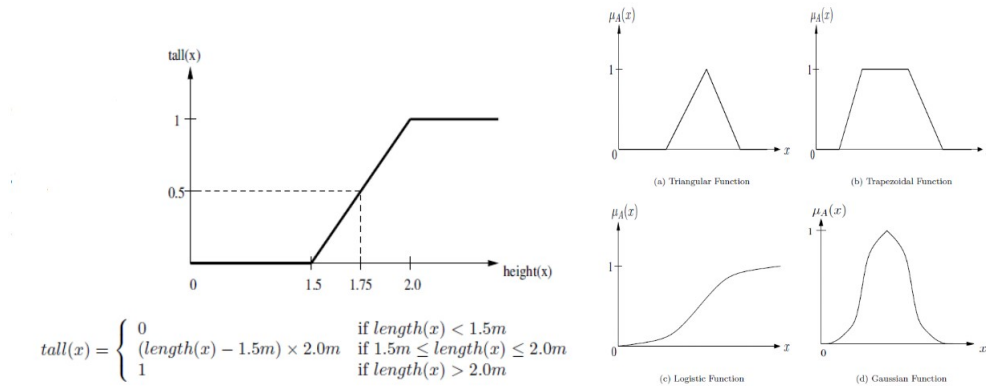 tall(x)
1
0.5
0
1.5
1.75
2.0
height(x)
tall(x) = { 0 if length(x) < 1.5m
(length(x) − 1.5m) × 2.0m if 1.5m ≤ length(x) ≤ 2.0m
1 if length(x) > 2.0m
μA(x)
1
0
x
(a) Triangular Function
μA(x)
1
0
(b) Trapezoidal Function
μA(x)
1
0
x
(c) Logistic Function
μA(x)
1
0
x
(d) Gaussian Function